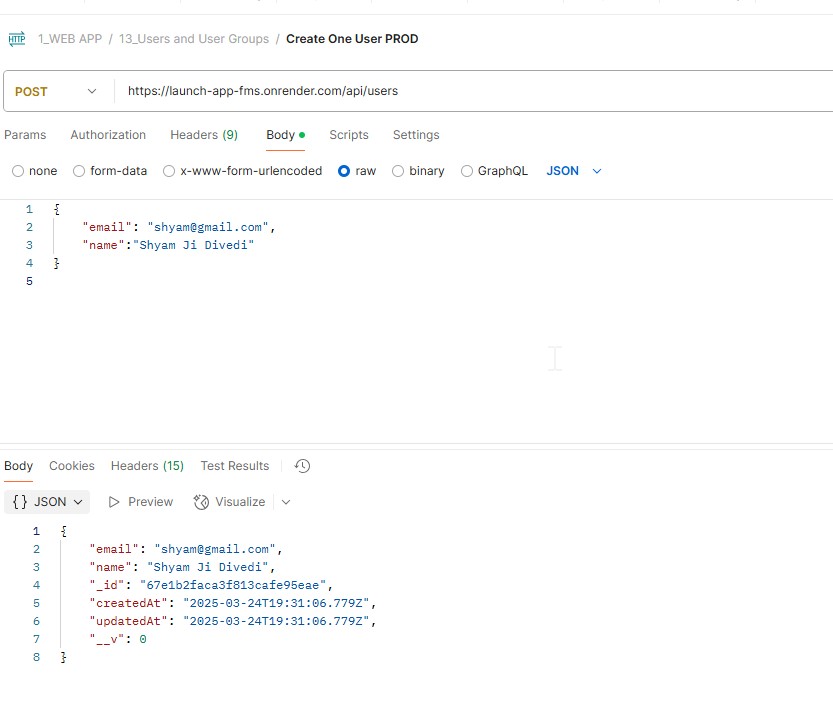 HTTP 1_WEB APP / 13_Users and User Groups / Create One User PROD
POST https://launch-app-fms.onrender.com/api/users
Params Authorization Headers (9) Body Scripts Settings
none form-data x-www-form-urlencoded raw binary GraphQL JSON
1 {
2 "email": "shyam@gmail.com",
3 "name":"Shyam Ji Divedi"
4 }
5
Body Cookies Headers (15) Test Results
{} JSON Preview Visualize
1 {
2 "email": "shyam@gmail.com",
3 "name": "Shyam Ji Divedi",
4 "_id": "67e1b2faca3f813cafe95eae",
5 "createdAt": "2025-03-24T19:31:06.779Z",
6 "updatedAt": "2025-03-24T19:31:06.779Z",
7 "__v": 0
8 }